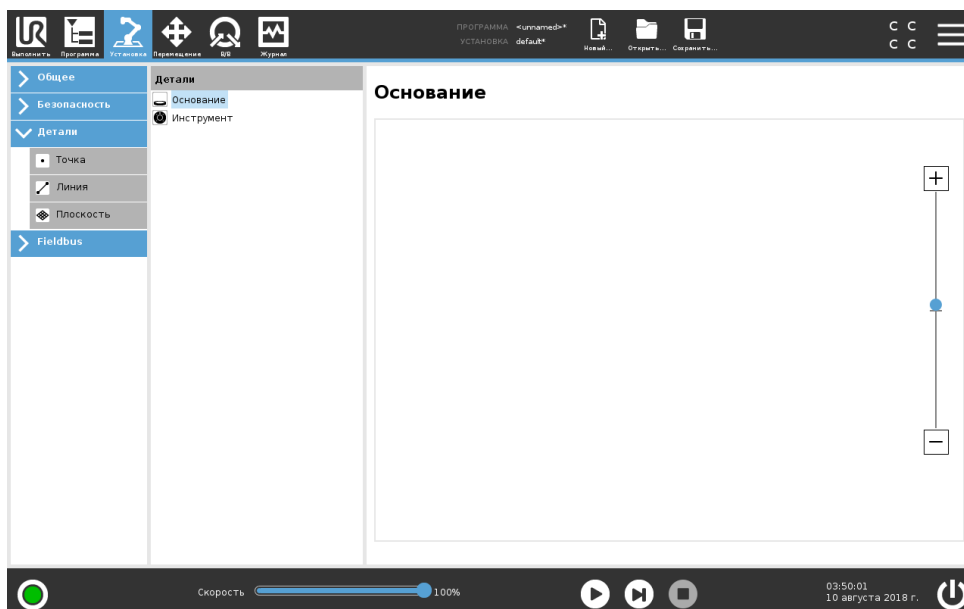 Выполнить Программа Установка Перемещение В/В Журнал
ПРОГРАММА <unnamed>*
УСТАНОВКА default*
Новый... Открыть... Сохранить...
C C
C C
Общее
Безопасность
Детали
Точка
Линия
Плоскость
Fieldbus
Детали
Основание
Инструмент
Основание
Скорость 100%
03:50:01
10 августа 2018 г.